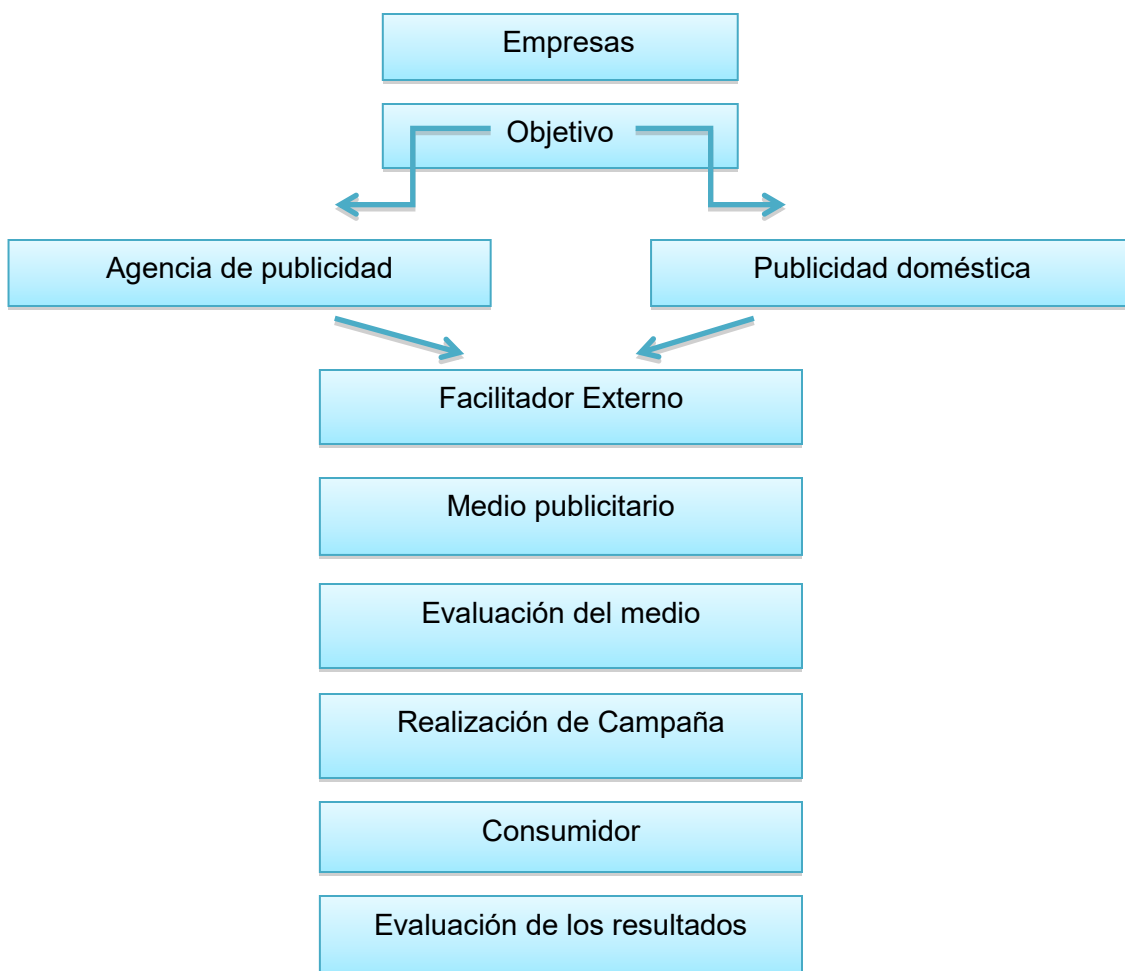 Empresas
Objetivo
Agencia de publicidad
Publicidad doméstica
Facilitador Externo
Medio publicitario
Evaluación del medio
Realización de Campaña
Consumidor
Evaluación de los resultados